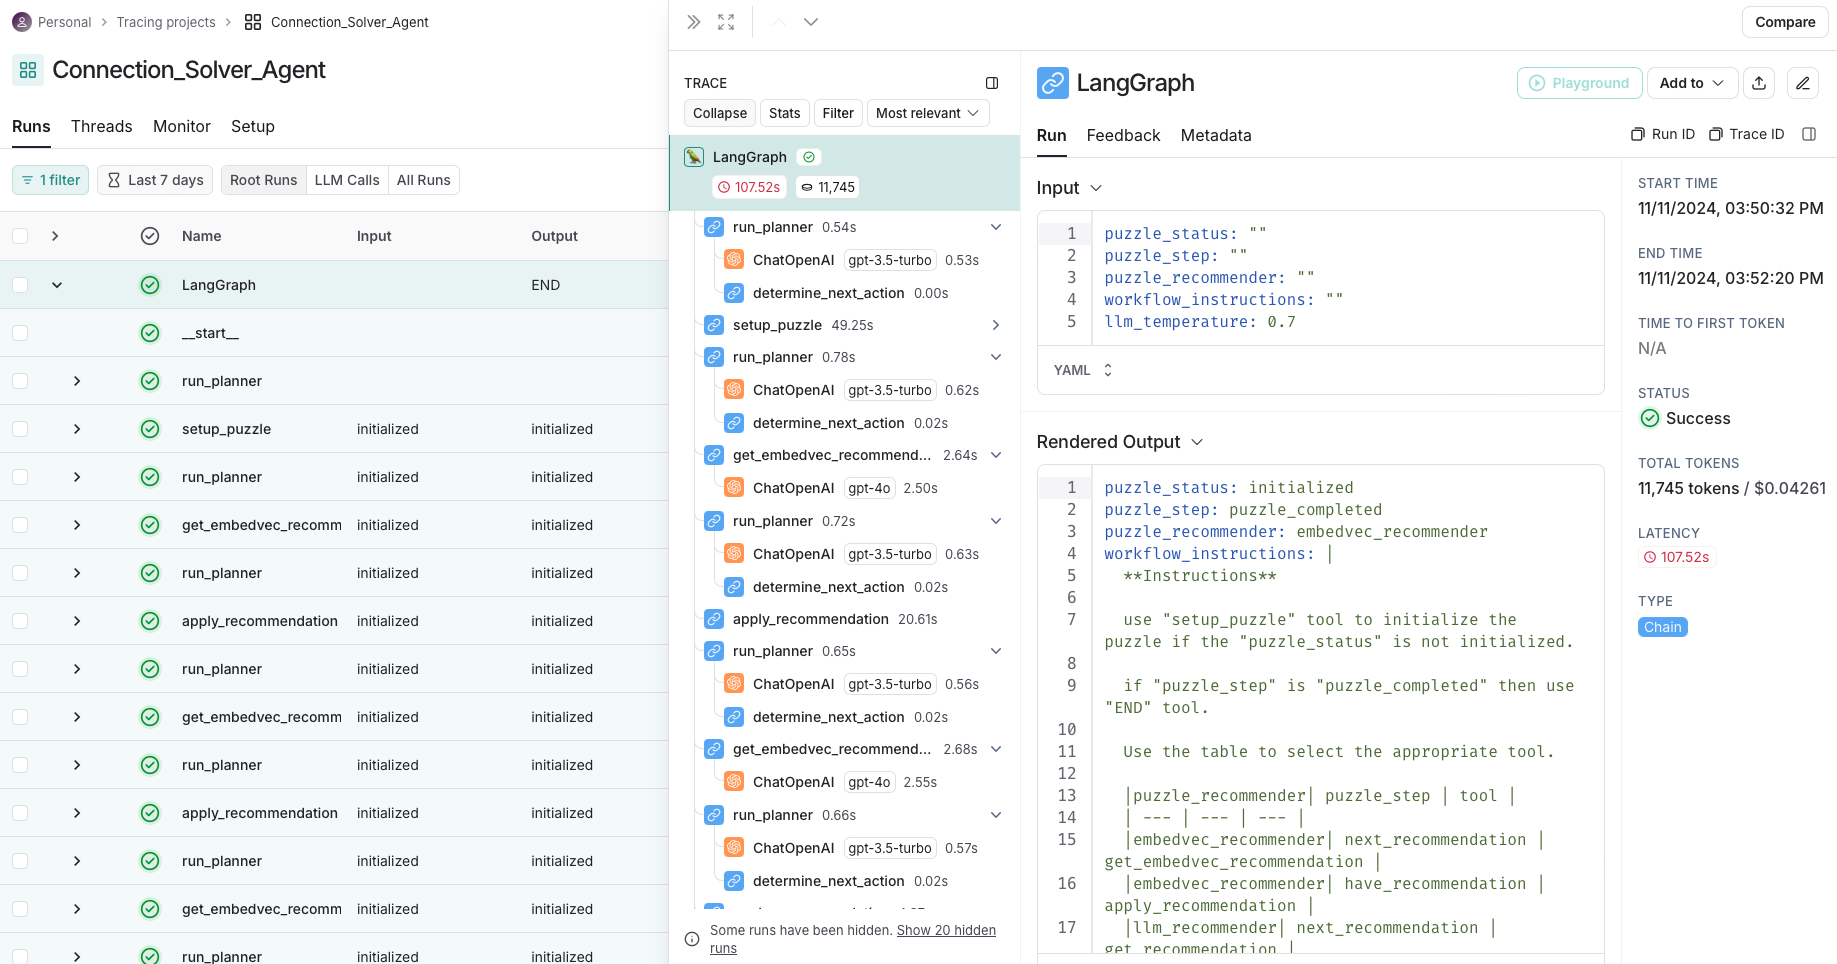 Personal > Tracing projects > Connection_Solver_Agent
Connection_Solver_Agent
Runs Threads Monitor Setup
1 filter Last 7 days Root Runs LLM Calls All Runs
Name Input Output
LangGraph END
__start__
run_planner
setup_puzzle initialized initialized
run_planner initialized initialized
get_embedvec_recomm initialized initialized
run_planner initialized initialized
apply_recommendation initialized initialized
run_planner initialized initialized
get_embedvec_recomm initialized initialized
run_planner initialized initialized
apply_recommendation initialized initialized
run_planner initialized initialized
get_embedvec_recomm initialized initialized
run_planner initialized initialized
TRACE
Collapse Stats Filter Most relevant
LangGraph
107.52s 11,745
run_planner 0.54s
ChatOpenAI gpt-3.5-turbo 0.53s
determine_next_action 0.00s
setup_puzzle 49.25s
run_planner 0.78s
ChatOpenAI gpt-3.5-turbo 0.62s
determine_next_action 0.02s
get_embedvec_recommend... 2.64s
ChatOpenAI gpt-4o 2.50s
run_planner 0.72s
ChatOpenAI gpt-3.5-turbo 0.63s
determine_next_action 0.02s
apply_recommendation 20.61s
run_planner 0.65s
ChatOpenAI gpt-3.5-turbo 0.56s
determine_next_action 0.02s
get_embedvec_recommend... 2.68s
ChatOpenAI gpt-4o 2.55s
run_planner 0.66s
ChatOpenAI gpt-3.5-turbo 0.57s
determine_next_action 0.02s
Some runs have been hidden. Show 20 hidden
runs
Compare
LangGraph
Playground Add to
Run Feedback Metadata
Run ID Trace ID
Input
1 puzzle_status: ""
2 puzzle_step: ""
3 puzzle_recommender: ""
4 workflow_instructions: ""
5 llm_temperature: 0.7
YAML
Rendered Output
1 puzzle_status: initialized
2 puzzle_step: puzzle_completed
3 puzzle_recommender: embedvec_recommender
4 workflow_instructions: |
5 **Instructions**
6
7 use "setup_puzzle" tool to initialize the
puzzle if the "puzzle_status" is not initialized.
8
9 if "puzzle_step" is "puzzle_completed" then use
"END" tool.
10
11 Use the table to select the appropriate tool.
12
13 |puzzle_recommender| puzzle_step | tool |
14 | --- | --- | --- |
15 |embedvec_recommender| next_recommendation |
get_embedvec_recommendation |
16 |embedvec_recommender| have_recommendation |
apply_recommendation |
17 |llm_recommender| next_recommendation |
get_recommendation |
START TIME
11/11/2024, 03:50:32 PM
END TIME
11/11/2024, 03:52:20 PM
TIME TO FIRST TOKEN
N/A
STATUS
Success
TOTAL TOKENS
11,745 tokens / $0.04261
LATENCY
107.52s
TYPE
Chain